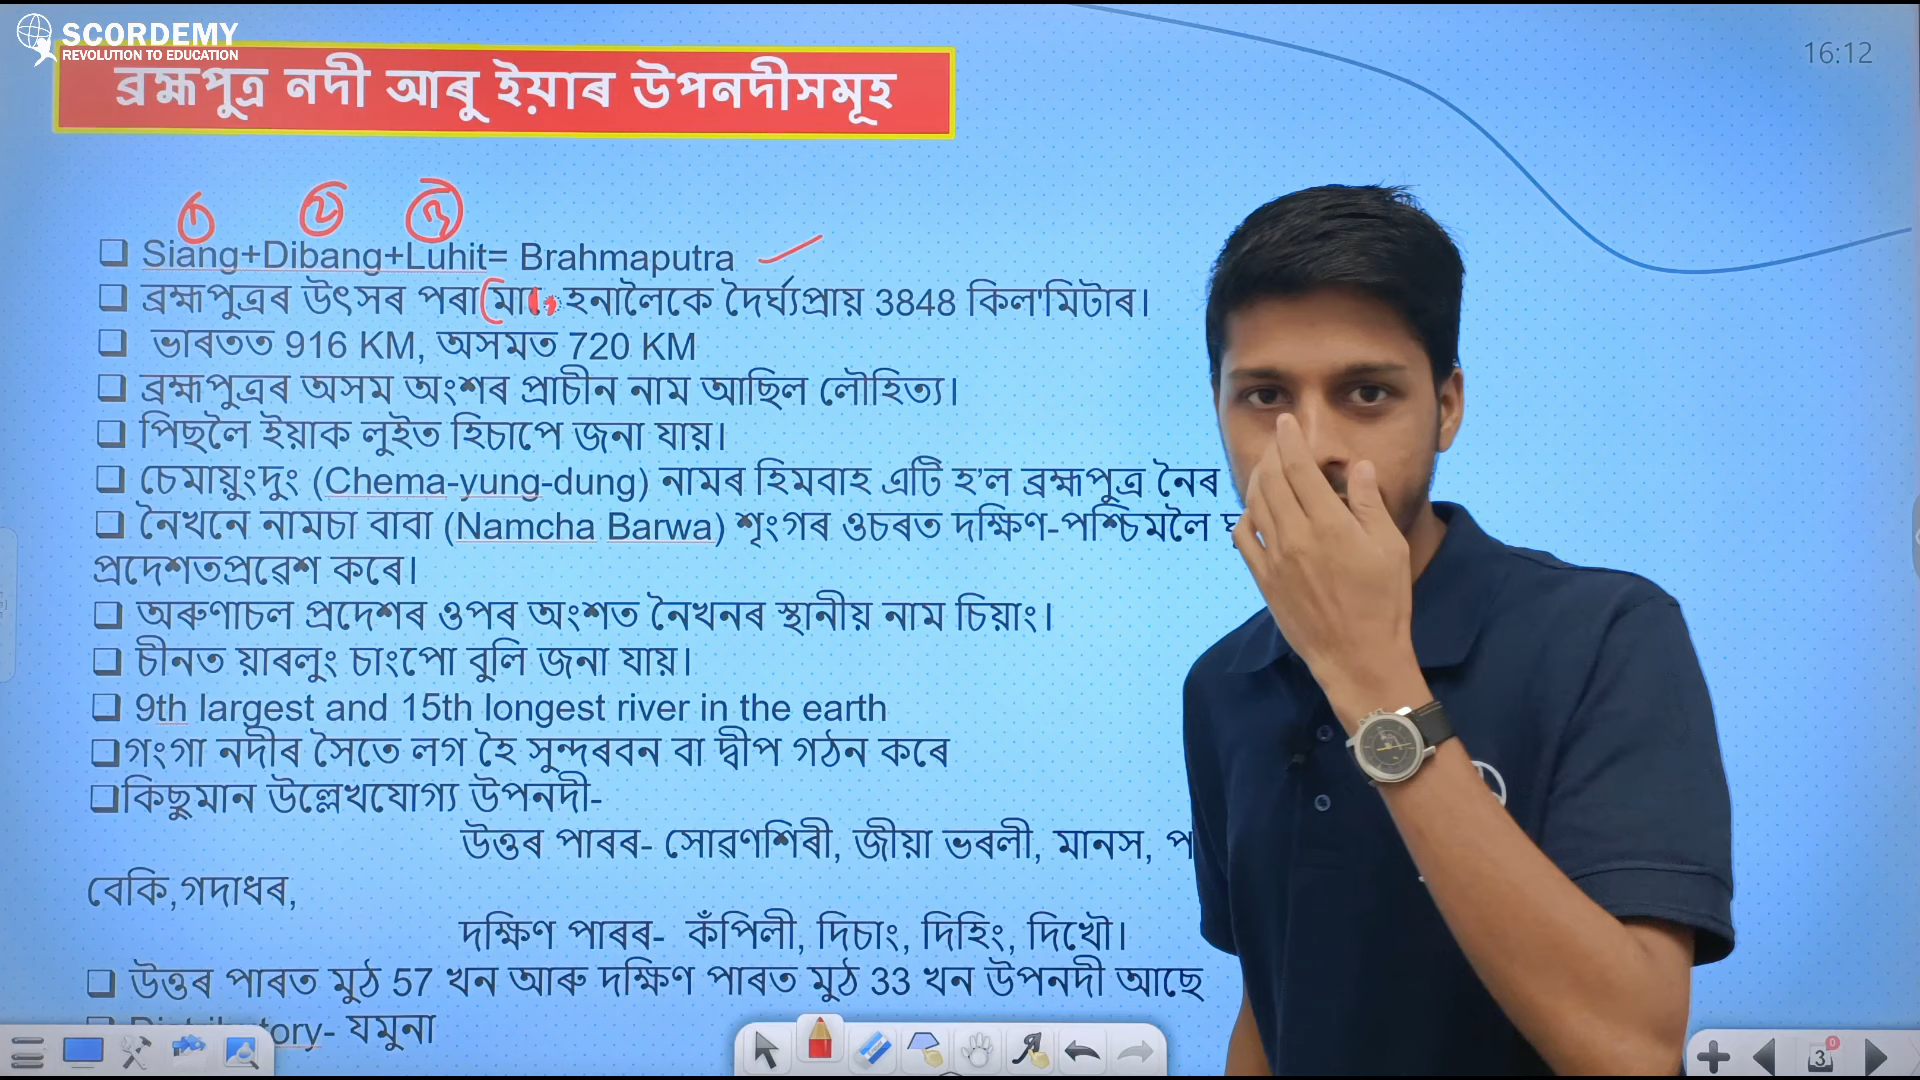 SCORDEMY
REVOLUTION TO EDUCATION
16:12
ব্ৰহ্মপুত্ৰ নদী আৰু ইয়াৰ উপনদীসমূহ
১ ২ ৩
Siang+Dibang+Luhit= Brahmaputra
ব্ৰহ্মপুত্ৰৰ উৎসৰ পৰা হনালৈকে দৈৰ্ঘ্যপ্ৰায় 3848 কিল'মিটাৰ।
ভাৰতত 916 KM, অসমত 720 KM
ব্ৰহ্মপুত্ৰৰ অসম অংশৰ প্ৰাচীন নাম আছিল লৌহিত্য।
পিছলৈ ইয়াক লুইত হিচাপে জনা যায়।
চেমায়ুংদুং (Chema-yung-dung) নামৰ হিমবাহ এটি হ'ল ব্ৰহ্মপুত্ৰ নৈৰ
নৈখনে নামচা বাবা (Namcha Barwa) শৃংগৰ ওচৰত দক্ষিণ-পশ্চিমলৈ
প্ৰদেশতপ্ৰৱেশ কৰে।
অৰুণাচল প্ৰদেশৰ ওপৰ অংশত নৈখনৰ স্থানীয় নাম চিয়াং।
চীনত য়াৰলুং চাংপো বুলি জনা যায়।
9th largest and 15th longest river in the earth
গংগা নদীৰ সৈতে লগ হৈ সুন্দৰবন বা দ্বীপ গঠন কৰে
কিছুমান উল্লেখযোগ্য উপনদী-
উত্তৰ পাৰৰ- সোৱণশিৰী, জীয়া ভৰলী, মানস,
বেকি,গদাধৰ,
দক্ষিণ পাৰৰ- কঁপিলী, দিচাং, দিহিং, দিখৌ।
উত্তৰ পাৰত মুঠ 57 খন আৰু দক্ষিণ পাৰত মুঠ 33 খন উপনদী আছে
যমুনা
3
0